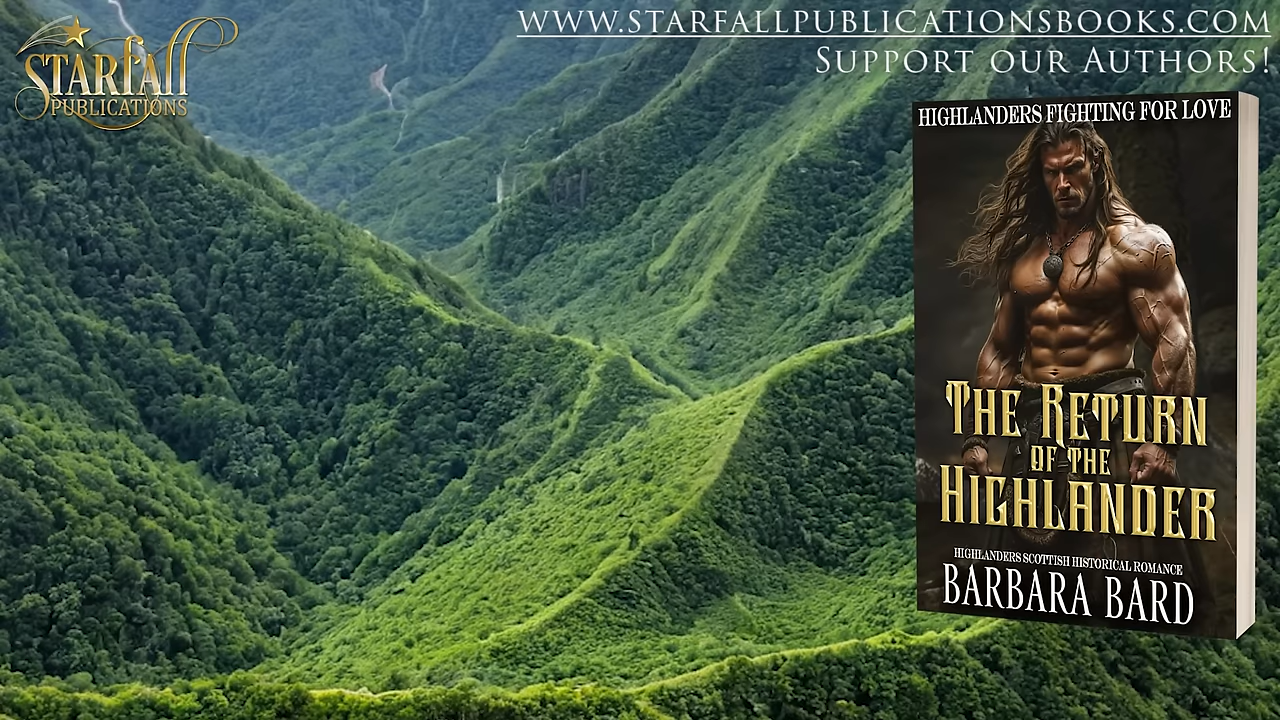 STARfall
PUBLICATIONS
www.starfallpublicationsbooks.com
Support our Authors!
HIGHLANDERS FIGHTING FOR LOVE
The Return
of the
Highlander
HIGHLANDERS SCOTTISH HISTORICAL ROMANCE
BARBARA BARD